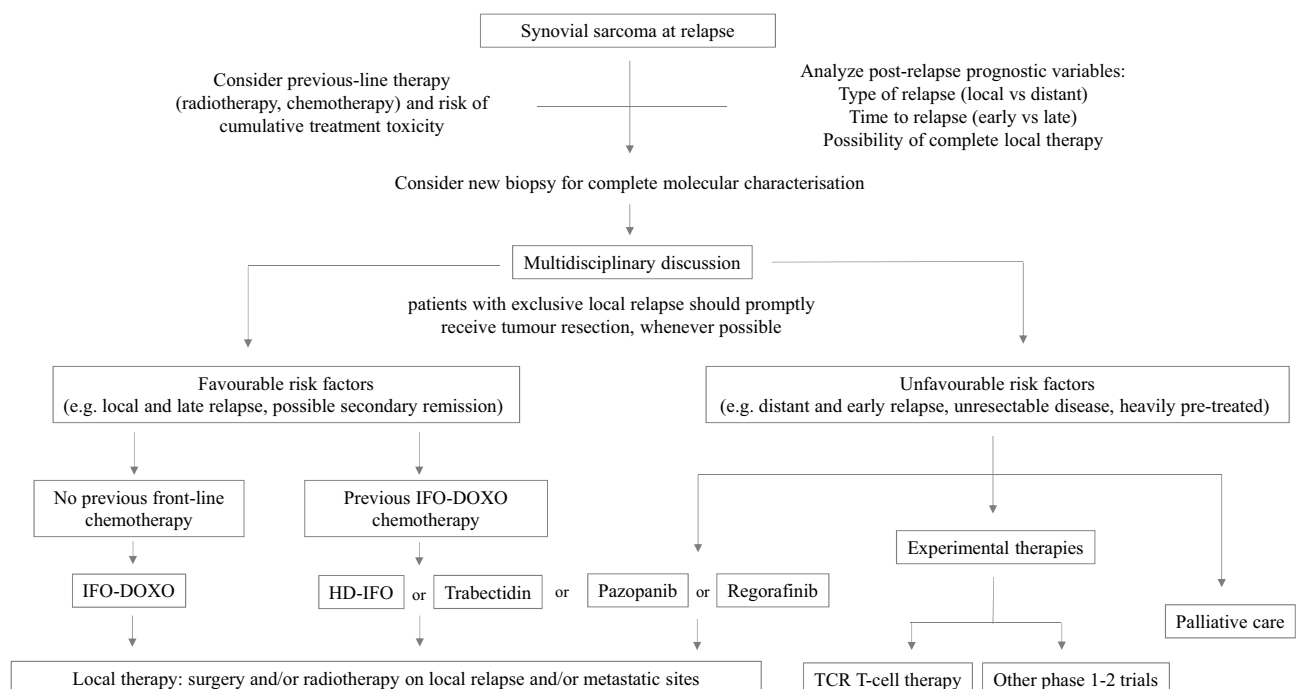 Synovial sarcoma at relapse
Consider previous-line therapy
(radiotherapy, chemotherapy) and risk of
cumulative treatment toxicity
Analyze post-relapse prognostic variables:
Type of relapse (local vs distant)
Time to relapse (early vs late)
Possibility of complete local therapy
Consider new biopsy for complete molecular characterisation
Multidisciplinary discussion
patients with exclusive local relapse should promptly
receive tumour resection, whenever possible
Favourable risk factors
(e.g. local and late relapse, possible secondary remission)
Unfavourable risk factors
(e.g. distant and early relapse, unresectable disease, heavily pre-treated)
No previous front-line
chemotherapy
Previous IFO-DOXO
chemotherapy
Experimental therapies
IFO-DOXO
HD-IFO or Trabectidin or Pazopanib or Regorafinib
Palliative care
Local therapy: surgery and/or radiotherapy on local relapse and/or metastatic sites
TCR T-cell therapy
Other phase 1-2 trials